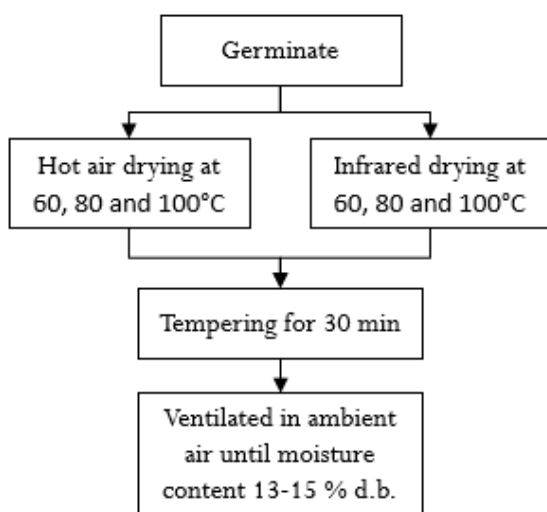 Germinate
Hot air drying at
60, 80 and 100°C
Infrared drying at
60, 80 and 100°C
Tempering for 30 min
Ventilated in ambient
air until moisture
content 13-15 % d.b.